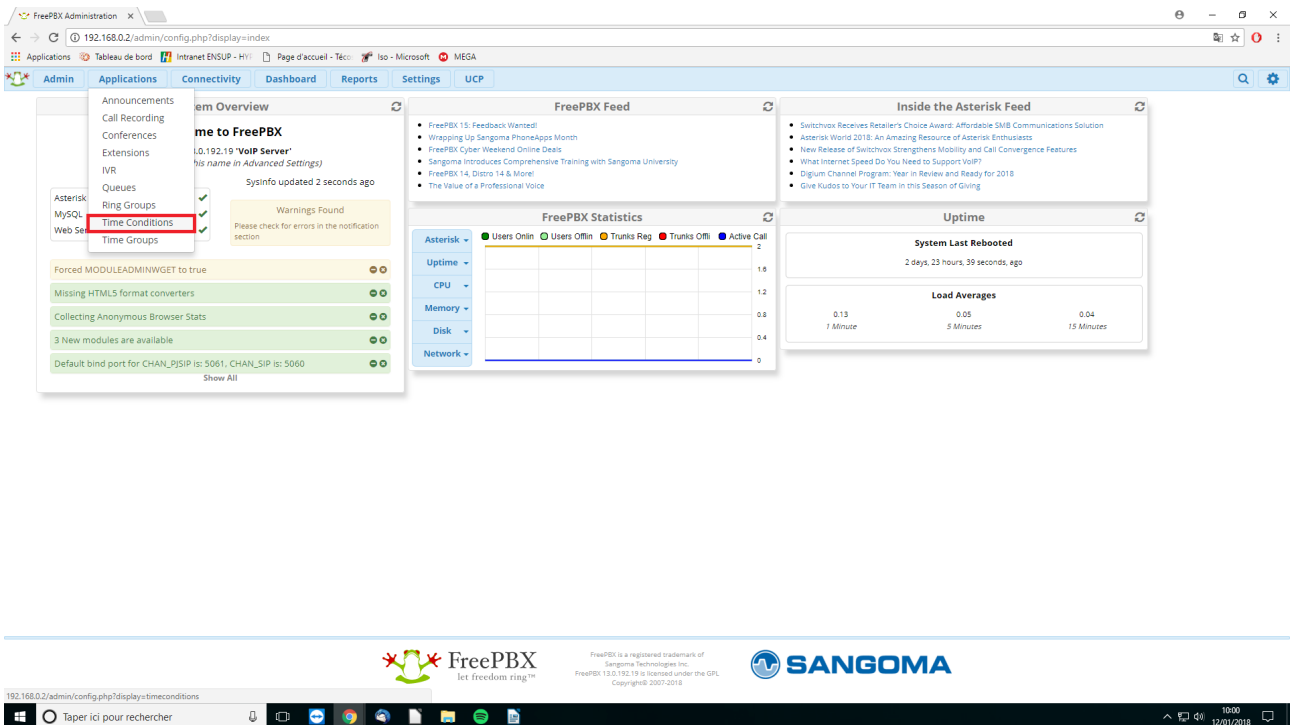 FreePBX Administration
192.168.0.2/admin/config.php?display=index
Applications Tableau de bord Intranet ENSUP - HYI Page d'accueil - Téco Iso - Microsoft MEGA
Admin Applications Connectivity Dashboard Reports Settings UCP
Announcements
Call Recording
Conferences
Extensions
IVR
Queues
Ring Groups
Time Conditions
Time Groups
em Overview
me to FreePBX
.0.192.19 'VoIP Server'
his name in Advanced Settings)
SysInfo updated 2 seconds ago
Asterisk
MySQL
Web Ser
Warnings Found
Please check for errors in the notification
section
Forced MODULEADMINWGET to true
Missing HTML5 format converters
Collecting Anonymous Browser Stats
3 New modules are available
Default bind port for CHAN_PJSIP is: 5061, CHAN_SIP is: 5060
Show All
FreePBX Feed
FreePBX 15: Feedback Wanted!
Wrapping Up Sangoma PhoneApps Month
FreePBX Cyber Weekend Online Deals
Sangoma Introduces Comprehensive Training with Sangoma University
FreePBX 14, Distro 14 & More!
The Value of a Professional Voice
Inside the Asterisk Feed
Switchvox Receives Retailer's Choice Award: Affordable SMB Communications Solution
Asterisk World 2018: An Amazing Resource of Asterisk Enthusiasts
New Release of Switchvox Strengthens Mobility and Call Convergence Features
What Internet Speed Do You Need to Support VoIP?
Digium Channel Program: Year in Review and Ready for 2018
Give Kudos to Your IT Team in this Season of Giving
FreePBX Statistics
Asterisk
Uptime
CPU
Memory
Disk
Network
Users Onlin Users Offlin Trunks Reg Trunks Offli Active Call
2
1.6
1.2
0.8
0.4
0
Uptime
System Last Rebooted
2 days, 23 hours, 39 seconds, ago
Load Averages
0.13 0.05 0.04
1 Minute 5 Minutes 15 Minutes
FreePBX
let freedom ring™
FreePBX is a registered trademark of
Sangoma Technologies Inc.
FreePBX 13.0.192.19 is licensed under the GPL
Copyright© 2007-2018
SANGOMA
192.168.0.2/admin/config.php?display=timeconditions
Taper ici pour rechercher
10:00
12/01/2018